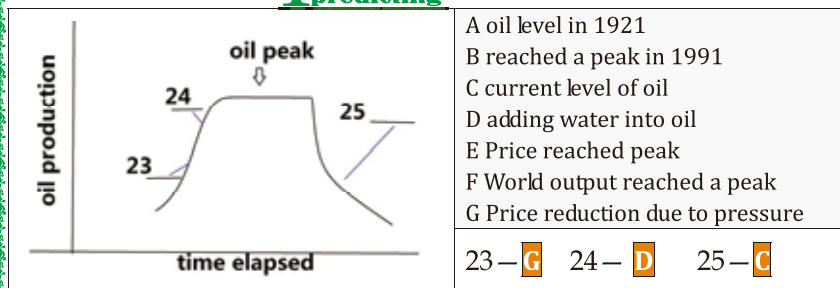 predicting
oil peak
24
25
23
oil production
time elapsed
A oil level in 1921
B reached a peak in 1991
C current level of oil
D adding water into oil
E Price reached peak
F World output reached a peak
G Price reduction due to pressure
23 – G 24 – D 25 – C